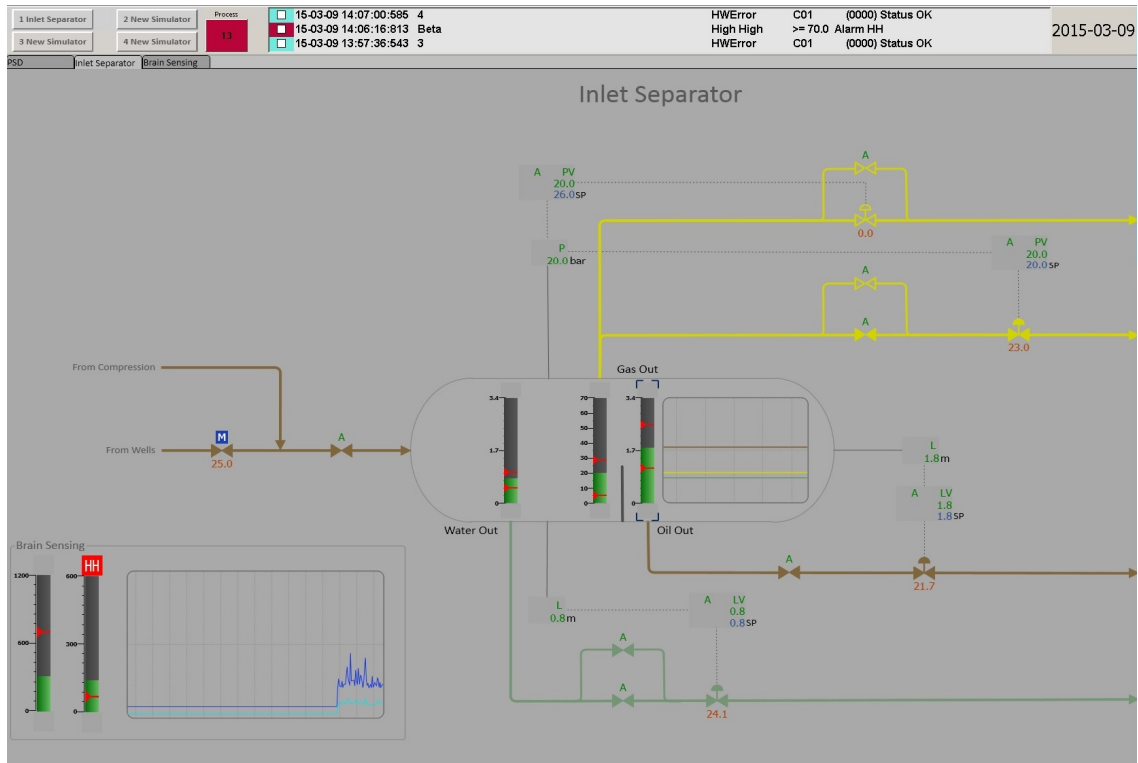 1 Inlet Separator
2 New Simulator
3 New Simulator
4 New Simulator
Process
13
15-03-09 14:07:00:585 4 HWError C01 (0000) Status OK
15-03-09 14:06:16:813 Beta High High >= 70.0 Alarm HH
15-03-09 13:57:36:543 3 HWError C01 (0000) Status OK
2015-03-09
PSD
Inlet Separator
Brain Sensing
Inlet Separator
A
A PV
20.0
26.0 SP
0.0
P
20.0 bar
A PV
20.0
20.0 SP
A
A
23.0
From Compression
Gas Out
3.4
1.7
0
70
60
50
40
30
20
10
0
3.4
1.7
0
From Wells
M
25.0
A
L
1.8 m
A LV
1.8
1.8 SP
Water Out
Oil Out
A
21.7
Brain Sensing
HH
1200
600
0
600
300
0
L
0.8 m
A LV
0.8
0.8 SP
A
A
24.1